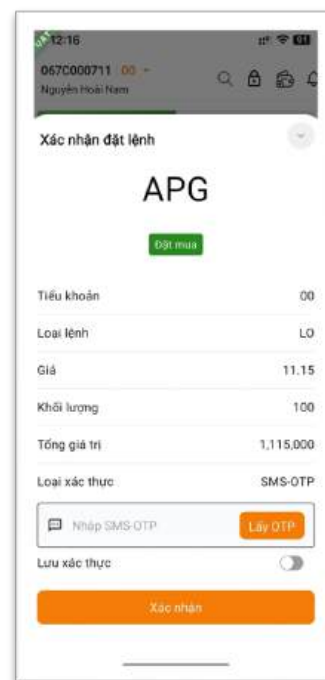 UAT
12:16
61
067C000711 00
Nguyễn Hoài Nam
Xác nhận đặt lệnh
APG
Đặt mua
Tiểu khoản 00
Loại lệnh LO
Giá 11.15
Khối lượng 100
Tổng giá trị 1,115,000
Loại xác thực SMS-OTP
Nhập SMS-OTP Lấy OTP
Lưu xác thực
Xác nhận